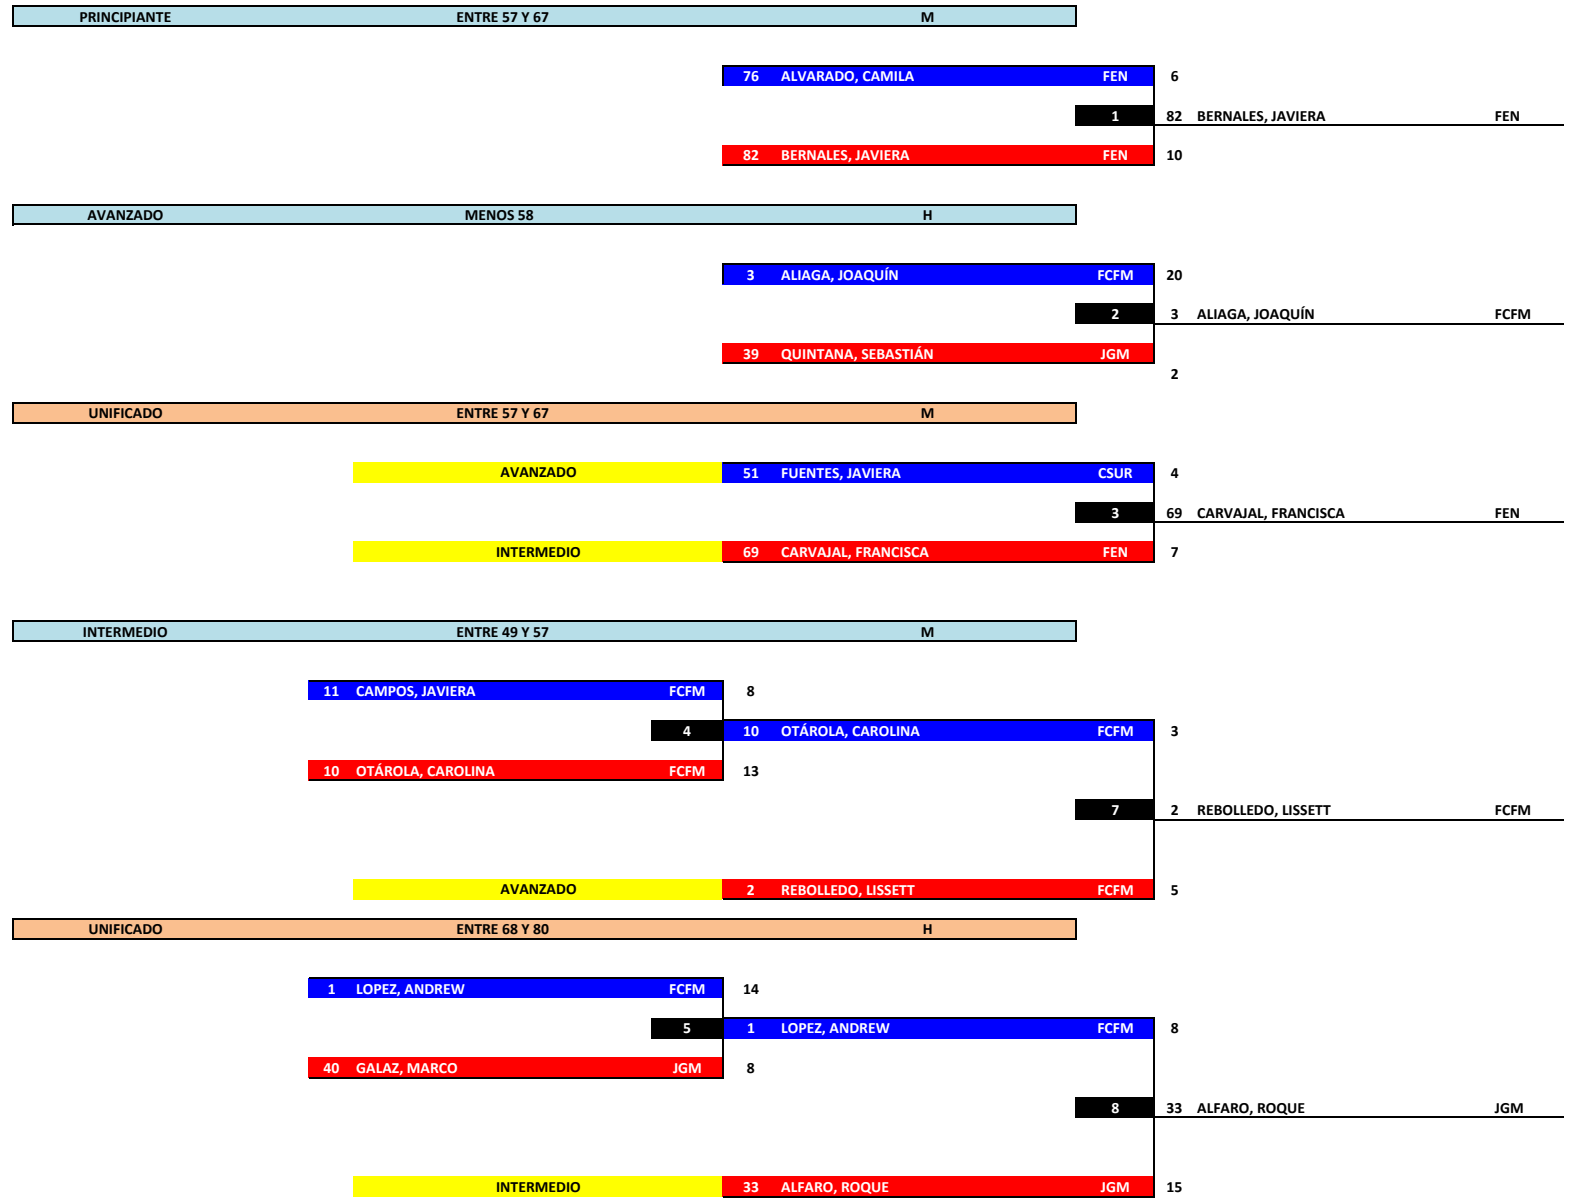 PRINCIPIANTE ENTRE 57 Y 67 M
76 ALVARADO, CAMILA FEN 6
1 82 BERNALES, JAVIERA FEN
82 BERNALES, JAVIERA FEN 10
AVANZADO MENOS 58 H
3 ALIAGA, JOAQUÍN FCFM 20
2 3 ALIAGA, JOAQUÍN FCFM
39 QUINTANA, SEBASTIÁN JGM
2
UNIFICADO ENTRE 57 Y 67 M
AVANZADO 51 FUENTES, JAVIERA CSUR 4
3 69 CARVAJAL, FRANCISCA FEN
INTERMEDIO 69 CARVAJAL, FRANCISCA FEN 7
INTERMEDIO ENTRE 49 Y 57 M
11 CAMPOS, JAVIERA FCFM 8
4 10 OTÁROLA, CAROLINA FCFM 3
10 OTÁROLA, CAROLINA FCFM 13
7 2 REBOLLEDO, LISSETT FCFM
AVANZADO 2 REBOLLEDO, LISSETT FCFM 5
UNIFICADO ENTRE 68 Y 80 H
1 LOPEZ, ANDREW FCFM 14
5 1 LOPEZ, ANDREW FCFM 8
40 GALAZ, MARCO JGM 8
8 33 ALFARO, ROQUE JGM
INTERMEDIO 33 ALFARO, ROQUE JGM 15